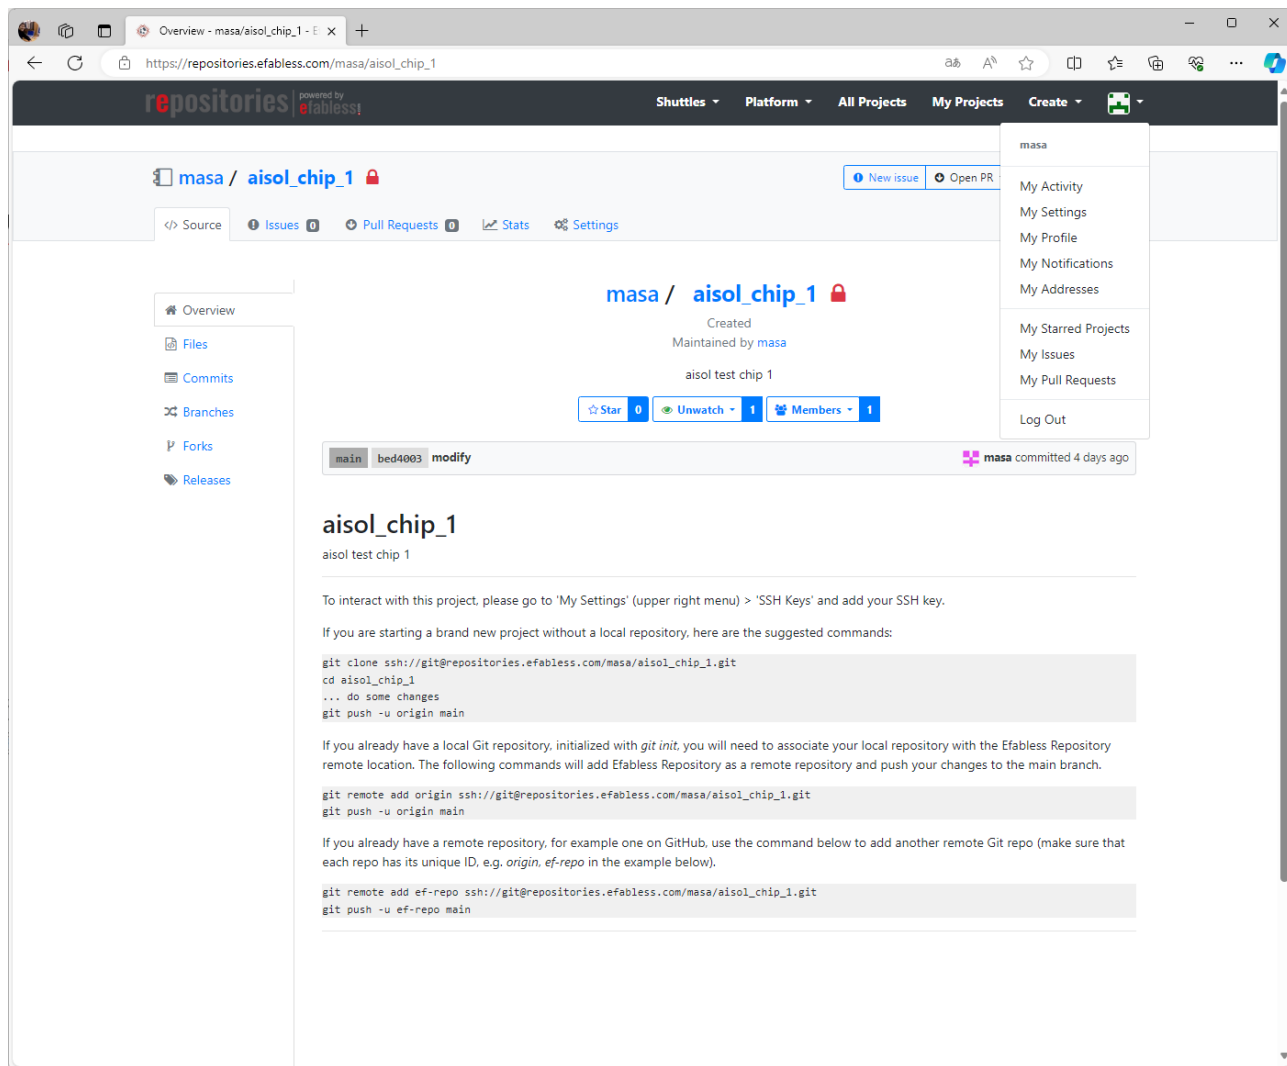 Overview - masa/aisol_chip_1 - E
https://repositories.efabless.com/masa/aisol_chip_1
repositories powered by efabless
Shuttles Platform All Projects My Projects Create
masa
My Activity
My Settings
My Profile
My Notifications
My Addresses
My Starred Projects
My Issues
My Pull Requests
Log Out
masa / aisol_chip_1
New issue Open PR
Source Issues 0 Pull Requests 0 Stats Settings
Overview
Files
Commits
Branches
Forks
Releases
masa / aisol_chip_1
Created
Maintained by masa
aisol test chip 1
Star 0 Unwatch 1 Members 1
main bed4003 modify masa committed 4 days ago
aisol_chip_1
aisol test chip 1
To interact with this project, please go to 'My Settings' (upper right menu) > 'SSH Keys' and add your SSH key.
If you are starting a brand new project without a local repository, here are the suggested commands:
git clone ssh://git@repositories.efabless.com/masa/aisol_chip_1.git
cd aisol_chip_1
... do some changes
git push -u origin main
If you already have a local Git repository, initialized with git init, you will need to associate your local repository with the Efabless Repository
remote location. The following commands will add Efabless Repository as a remote repository and push your changes to the main branch.
git remote add origin ssh://git@repositories.efabless.com/masa/aisol_chip_1.git
git push -u origin main
If you already have a remote repository, for example one on GitHub, use the command below to add another remote Git repo (make sure that
each repo has its unique ID, e.g. origin, ef-repo in the example below).
git remote add ef-repo ssh://git@repositories.efabless.com/masa/aisol_chip_1.git
git push -u ef-repo main